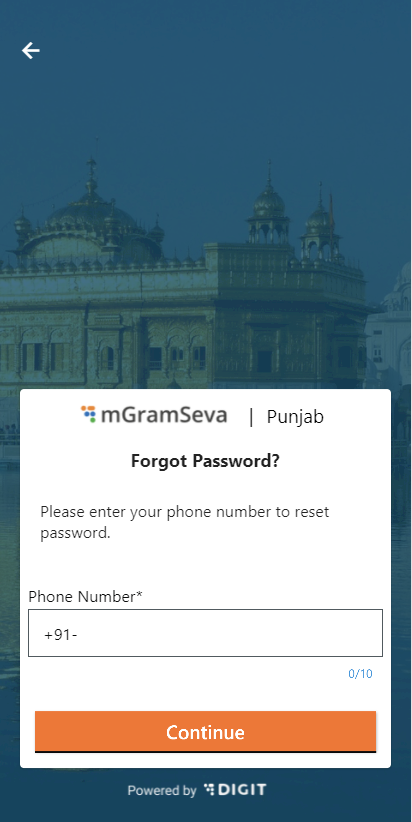 mGramSeva | Punjab
Forgot Password?
Please enter your phone number to reset
password.
Phone Number*
+91-
0/10
Continue
Powered by DIGIT